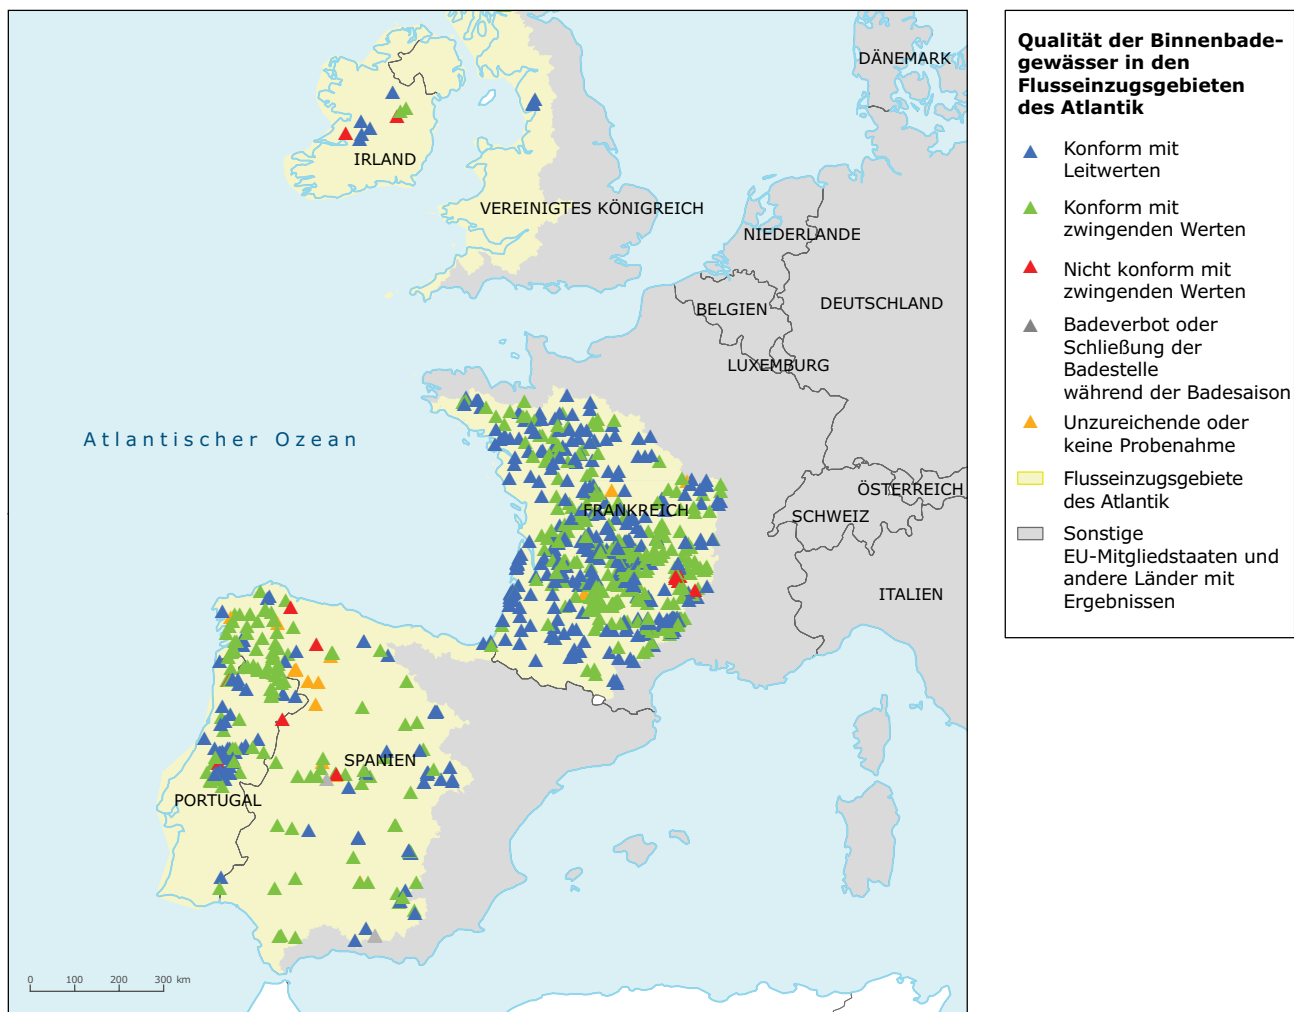 DÄNEMARK
IRLAND
VEREINIGTES KÖNIGREICH
NIEDERLANDE
BELGIEN
DEUTSCHLAND
LUXEMBURG
Atlantischer Ozean
FRANKREICH
ÖSTERREICH
SCHWEIZ
ITALIEN
SPANIEN
PORTUGAL
0 100 200 300 km
Qualität der Binnenbade-
gewässer in den
Flusseinzugsgebieten
des Atlantik
Konform mit
Leitwerten
Konform mit
zwingenden Werten
Nicht konform mit
zwingenden Werten
Badeverbot oder
Schließung der
Badestelle
während der Badesaison
Unzureichende oder
keine Probenahme
Flusseinzugsgebiete
des Atlantik
Sonstige
EU-Mitgliedstaaten und
andere Länder mit
Ergebnissen